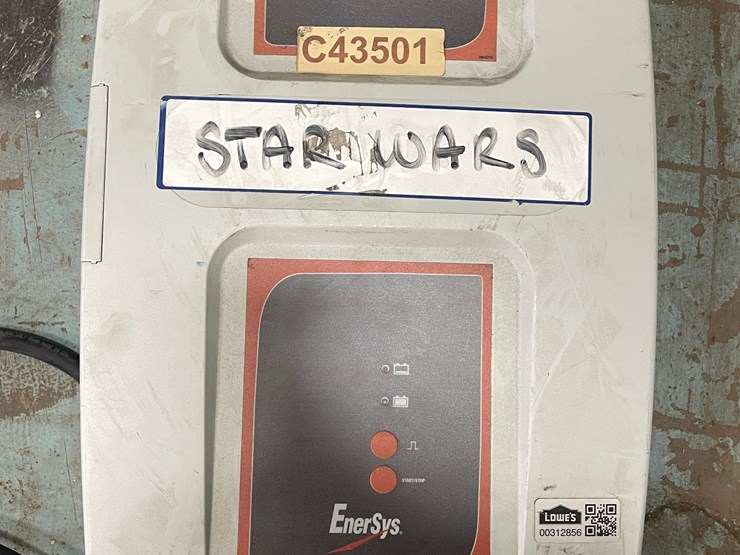 C43501
STAR WARS
START/STOP
EnerSys.
LOWE'S
00312856